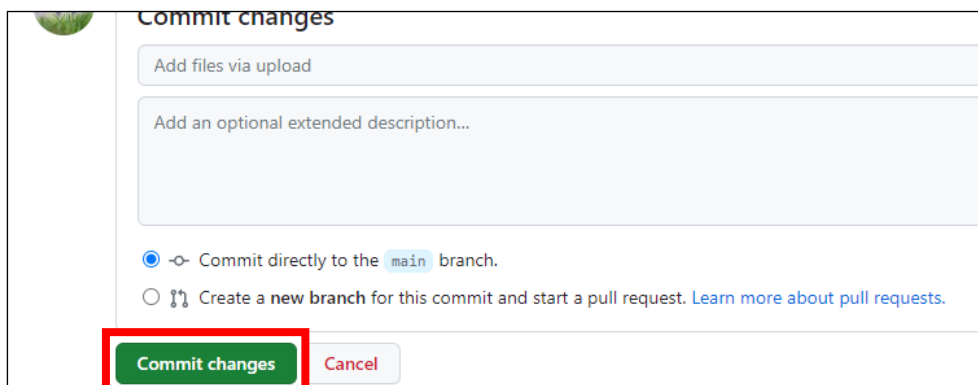 Commit changes
Add files via upload
Add an optional extended description...
Commit directly to the main branch.
Create a new branch for this commit and start a pull request. Learn more about pull requests.
Commit changes Cancel